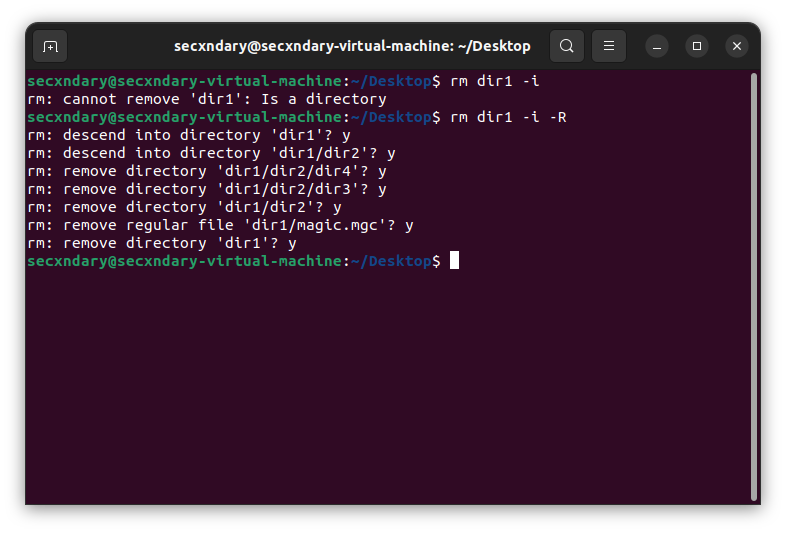 secxndary@secxndary-virtual-machine: ~/Desktop
secxndary@secxndary-virtual-machine:~/Desktop$ rm dir1 -i
rm: cannot remove 'dir1': Is a directory
secxndary@secxndary-virtual-machine:~/Desktop$ rm dir1 -i -R
rm: descend into directory 'dir1'? y
rm: descend into directory 'dir1/dir2'? y
rm: remove directory 'dir1/dir2/dir4'? y
rm: remove directory 'dir1/dir2/dir3'? y
rm: remove directory 'dir1/dir2'? y
rm: remove regular file 'dir1/magic.mgc'? y
rm: remove directory 'dir1'? y
secxndary@secxndary-virtual-machine:~/Desktop$